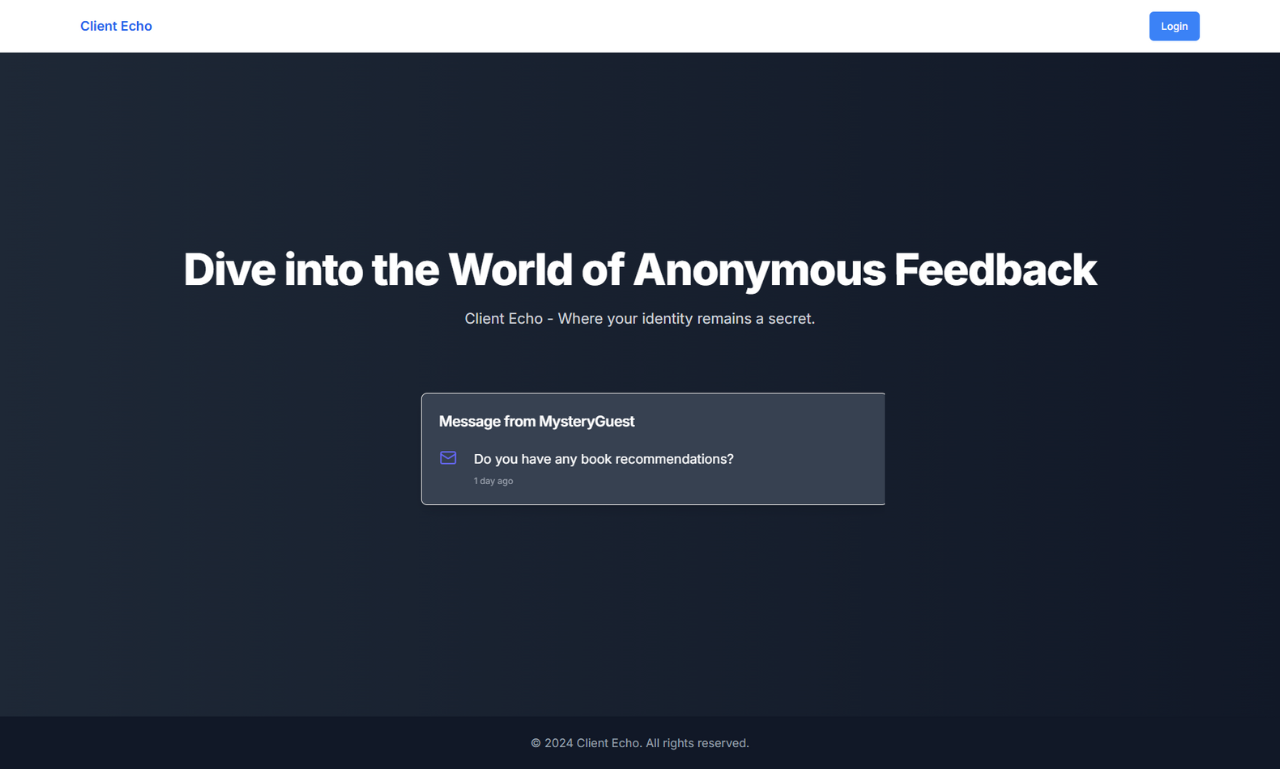 Client Echo
Login
Dive into the World of Anonymous Feedback
Client Echo - Where your identity remains a secret.
Message from MysteryGuest
Do you have any book recommendations?
1 day ago
© 2024 Client Echo. All rights reserved.